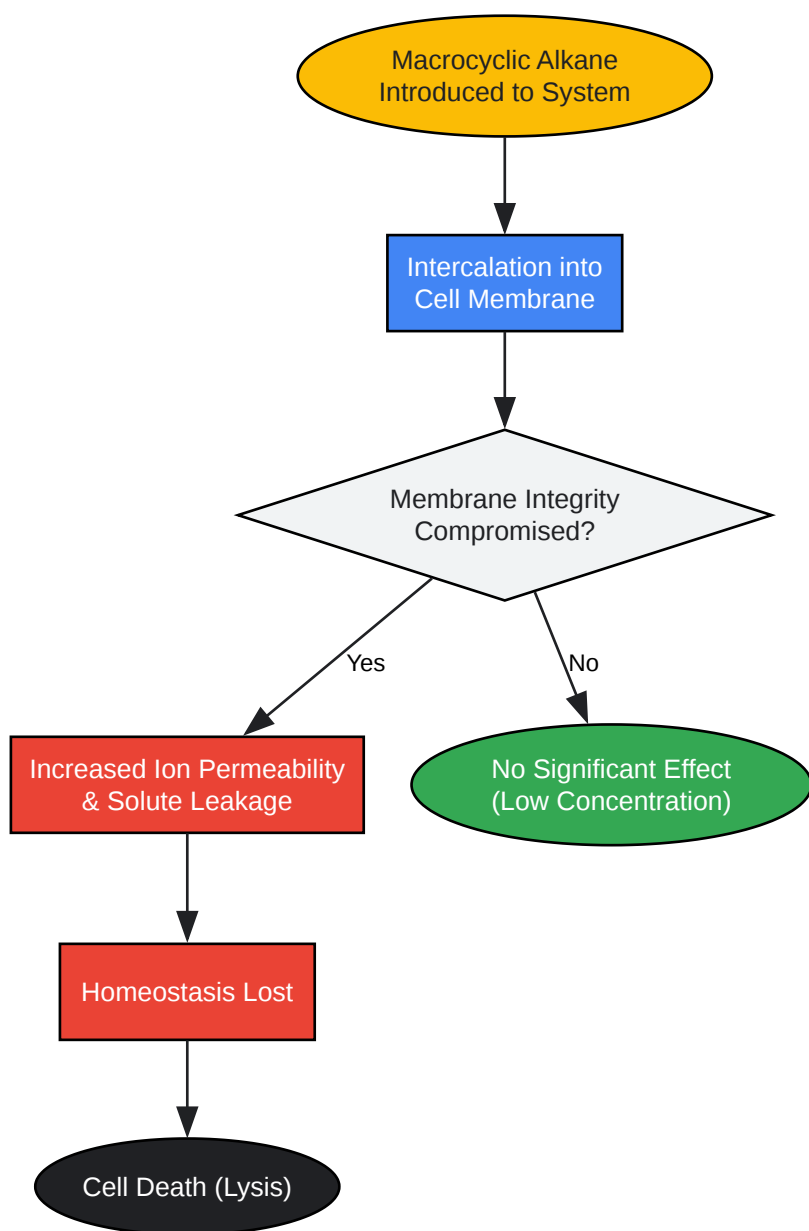 Macrocyclic Alkane
Introduced to System
Intercalation into
Cell Membrane
Membrane Integrity
Compromised?
Yes
No
Increased Ion Permeability
& Solute Leakage
No Significant Effect
(Low Concentration)
Homeostasis Lost
Cell Death (Lysis)